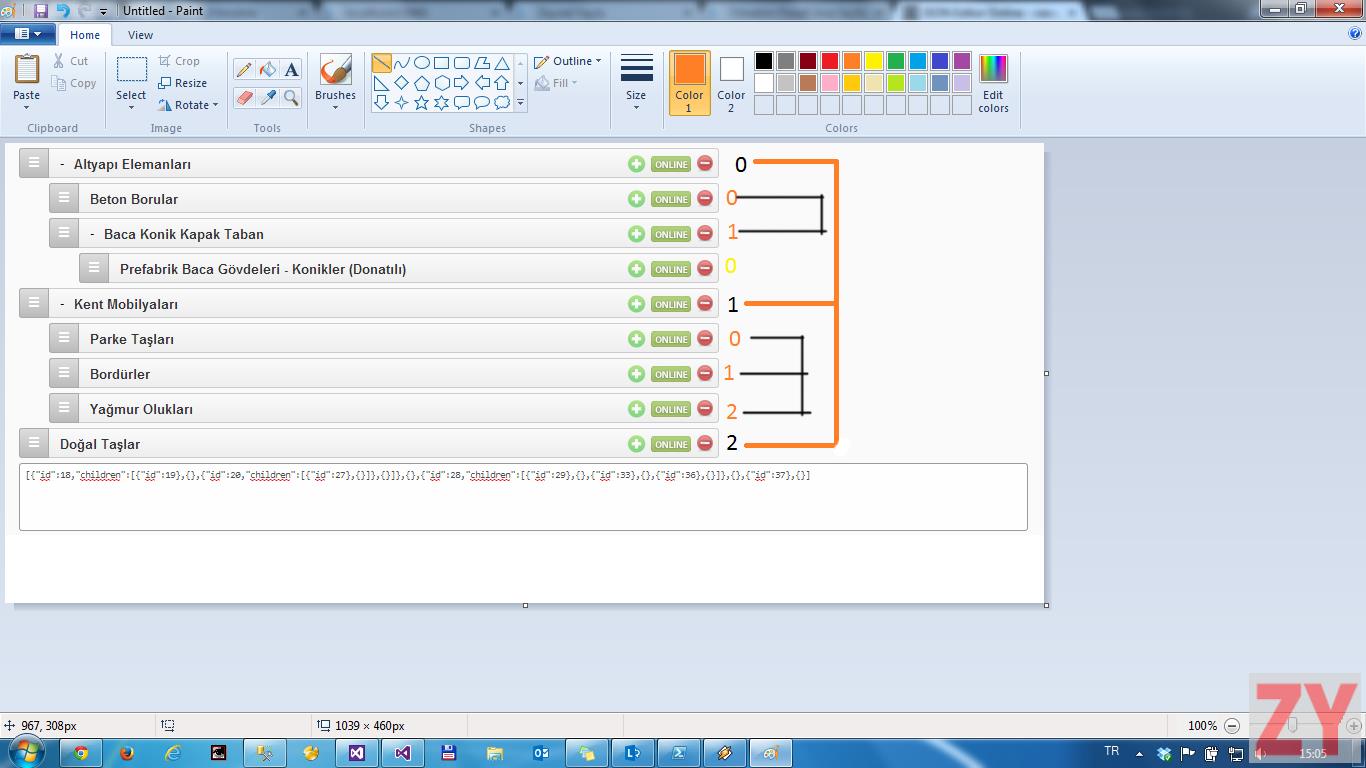 Untitled - Paint
Home
View
Paste
Cut
Copy
Clipboard
Select
Crop
Resize
Rotate
Image
A
Tools
Brushes
Shapes
Outline
Fill
Size
Color 1
Color 2
Colors
Edit colors
- Altyapı Elemanları ONLINE 0
Beton Borular ONLINE 0
- Baca Konik Kapak Taban ONLINE 1
Prefabrik Baca Gövdeleri - Konikler (Donatılı) ONLINE 0
- Kent Mobilyaları ONLINE 1
Parke Taşları ONLINE 0
Bordürler ONLINE 1
Yağmur Olukları ONLINE 2
Doğal Taşlar ONLINE 2
[{"id":18,"children":[{"id":19},{},{"id":20,"children":[{"id":27},{}]},{}]},{},{"id":28,"children":[{"id":29},{},{"id":33},{},{"id":36},{}]},{},{"id":37},{}]
967, 308px
1039 × 460px
100%
TR
15:05
ZY